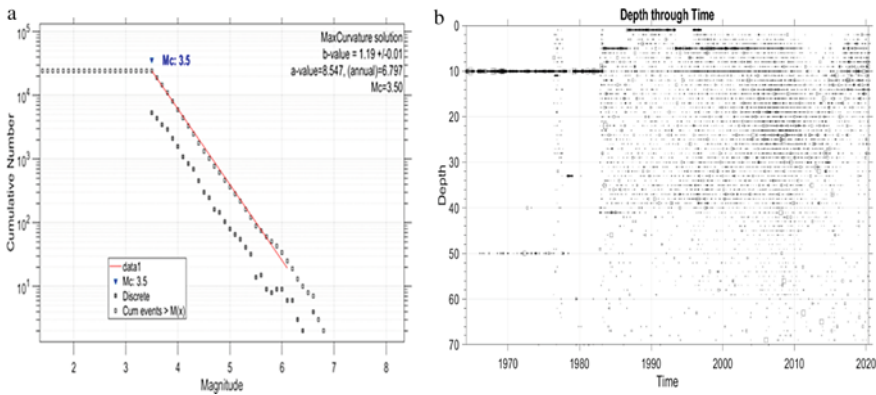 a
MaxCurvature solution
b-value = 1.19 +/-0.01
a-value=8.547, (annual)=6.797
Mc=3.50
Mc: 3.5
10^5
10^4
10^3
10^2
10^1
Cumulative Number
data1
Mc: 3.5
Discrete
Cum events > M(x)
2 3 4 5 6 7 8
Magnitude
b
Depth through Time
0
10
20
30
40
50
60
70
Depth
1970 1980 1990 2000 2010 2020
Time